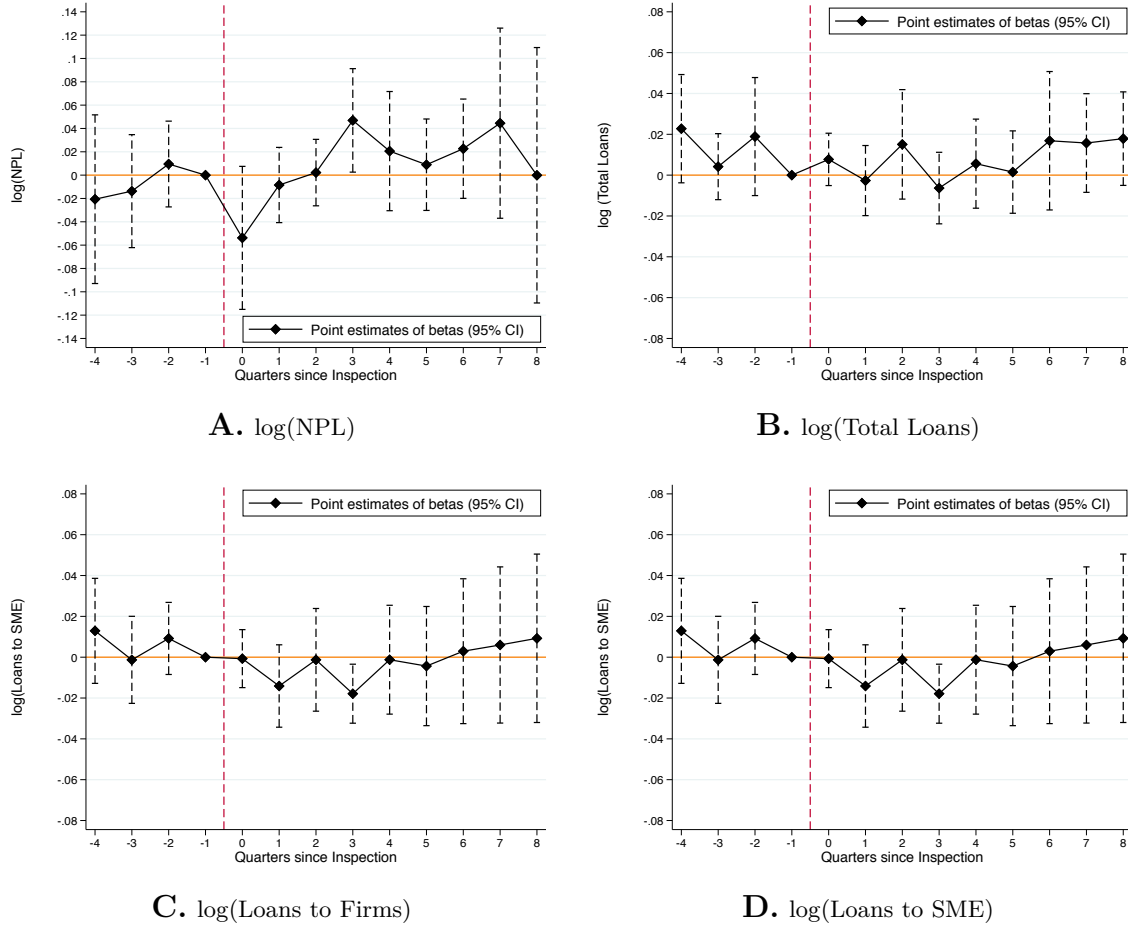 .14
.12
.1
.08
.06
.04
.02
0
-.02
-.04
-.06
-.08
-.1
-.12
-.14
log(NPL)
Point estimates of betas (95% CI)
-4 -3 -2 -1 0 1 2 3 4 5 6 7 8
Quarters since Inspection
A. log(NPL)
.08
.06
.04
.02
0
-.02
-.04
-.06
-.08
log (Total Loans)
Point estimates of betas (95% CI)
-4 -3 -2 -1 0 1 2 3 4 5 6 7 8
Quarters since Inspection
B. log(Total Loans)
.08
.06
.04
.02
0
-.02
-.04
-.06
-.08
log(Loans to SME)
Point estimates of betas (95% CI)
-4 -3 -2 -1 0 1 2 3 4 5 6 7 8
Quarters since Inspection
C. log(Loans to Firms)
.08
.06
.04
.02
0
-.02
-.04
-.06
-.08
log(Loans to SME)
Point estimates of betas (95% CI)
-4 -3 -2 -1 0 1 2 3 4 5 6 7 8
Quarters since Inspection
D. log(Loans to SME)